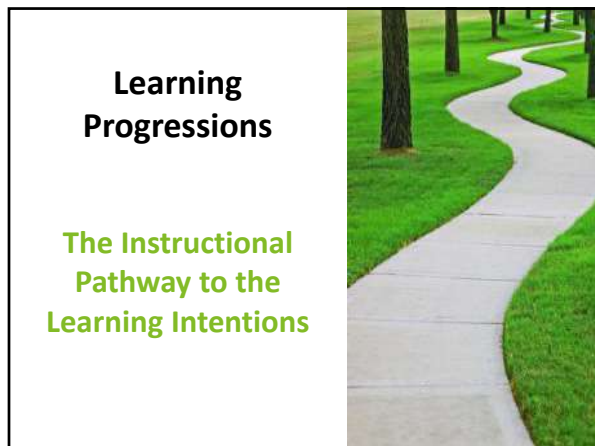 Learning
Progressions
The Instructional
Pathway to the
Learning Intentions